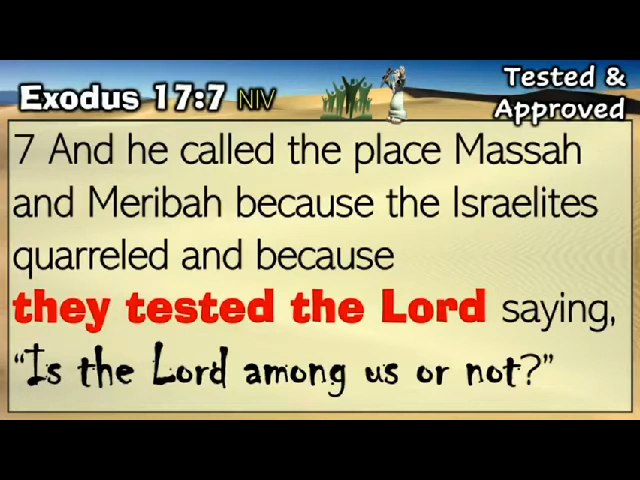 Exodus 17:7 NIV
Tested &
Approved
7 And he called the place Massah
and Meribah because the Israelites
quarreled and because
they tested the Lord saying,
“Is the Lord among us or not?”